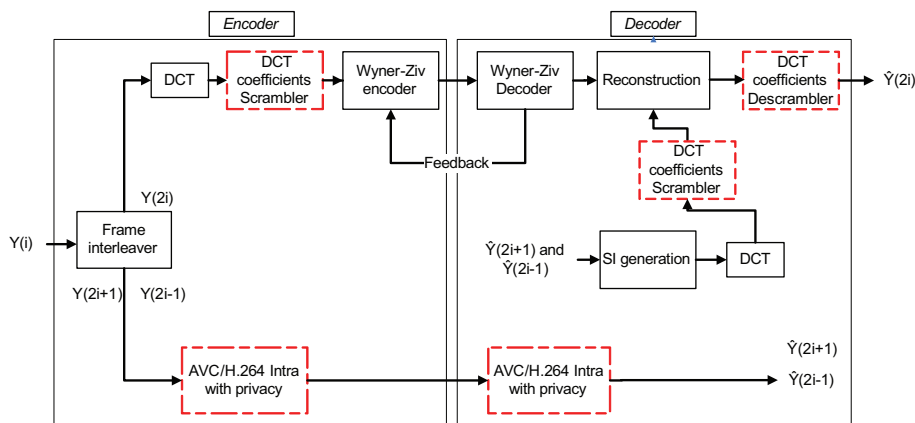 Encoder
Decoder
DCT
DCT
coefficients
Scrambler
Wyner-Ziv
encoder
Wyner-Ziv
Decoder
Reconstruction
DCT
coefficients
Descrambler
Ŷ(2i)
Feedback
DCT
coefficients
Scrambler
Y(2i)
Y(i)
Frame
interleaver
Ŷ(2i+1) and
Ŷ(2i-1)
SI generation
DCT
Y(2i+1) Y(2i-1)
AVC/H.264 Intra
with privacy
AVC/H.264 Intra
with privacy
Ŷ(2i+1)
Ŷ(2i-1)